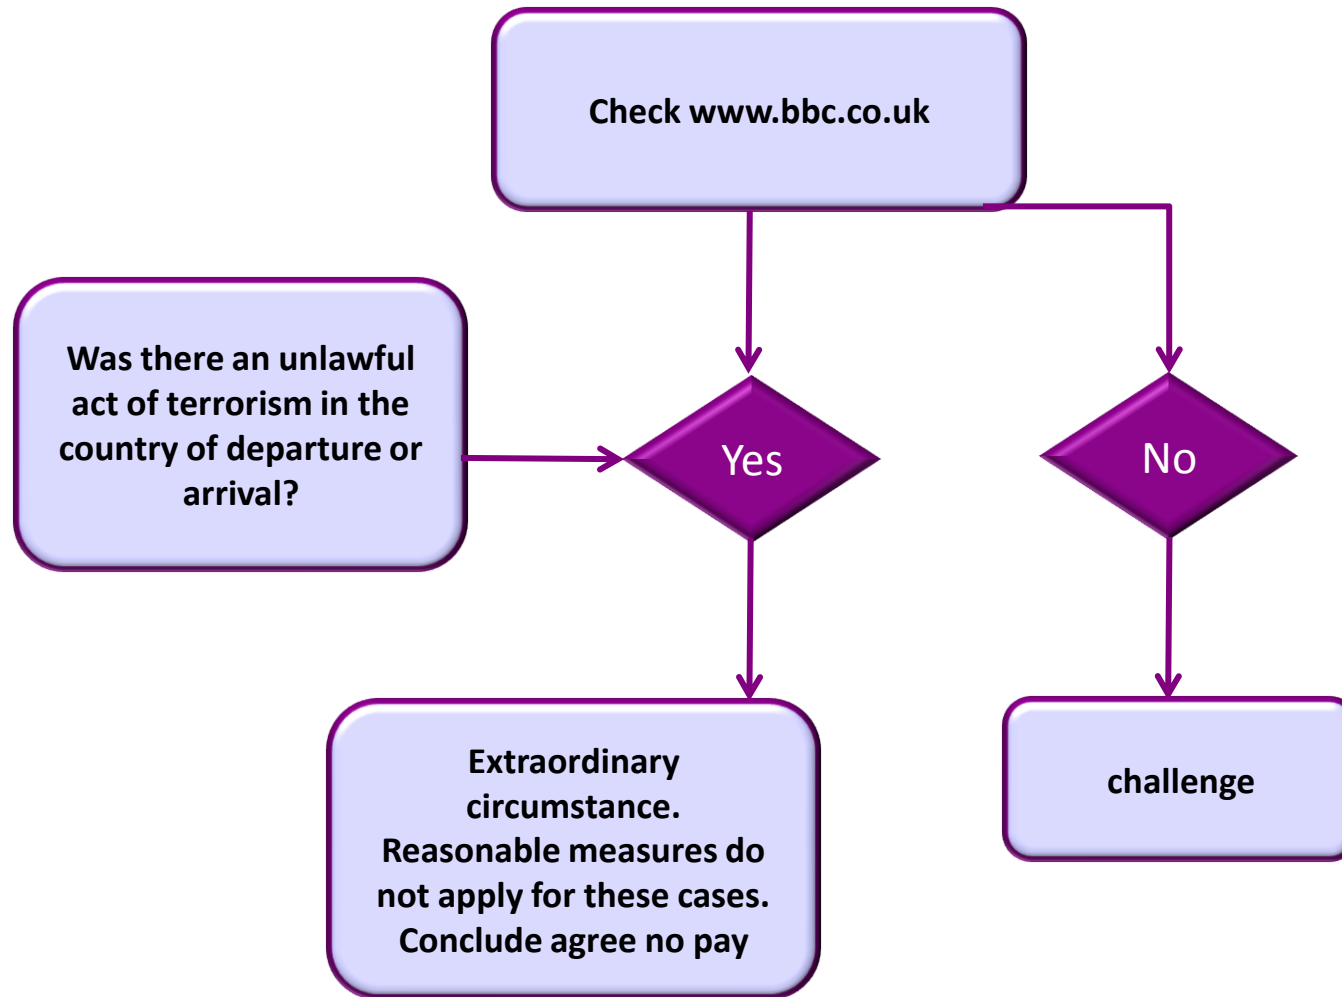 Check www.bbc.co.uk
Was there an unlawful
act of terrorism in the
country of departure or
arrival?
Yes
No
Extraordinary
circumstance.
Reasonable measures do
not apply for these cases.
Conclude agree no pay
challenge